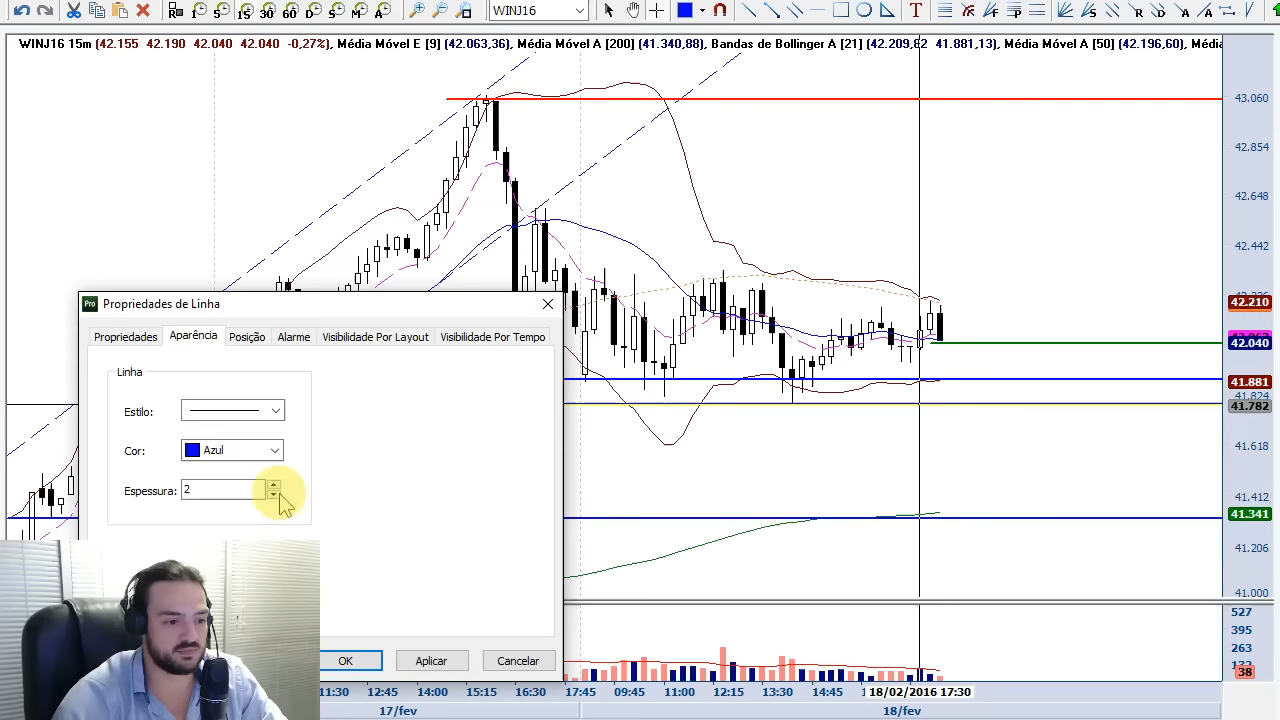 WINJ16
WINJ16 15m (42.155 42.190 42.040 42.040 -0,27%), Média Móvel E [9] (42.063,36), Média Móvel A [200] (41.340,88), Bandas de Bollinger A [21] (42.209,82 41.881,13), Média Móvel A [50] (42.196,60), Média
43.060
42.854
42.648
42.442
42.210
42.040
41.881
41.824
41.782
41.618
41.412
41.341
41.206
41.000
Propriedades de Linha
Propriedades Aparência Posição Alarme Visibilidade Por Layout Visibilidade Por Tempo
Linha
Estilo:
Cor: Azul
Espessura: 2
OK Aplicar Cancelar
527
395
263
38
11:30 12:45 14:00 15:15 16:30 17:45 09:45 11:00 12:15 13:30 14:45 18/02/2016 17:30
17/fev 18/fev